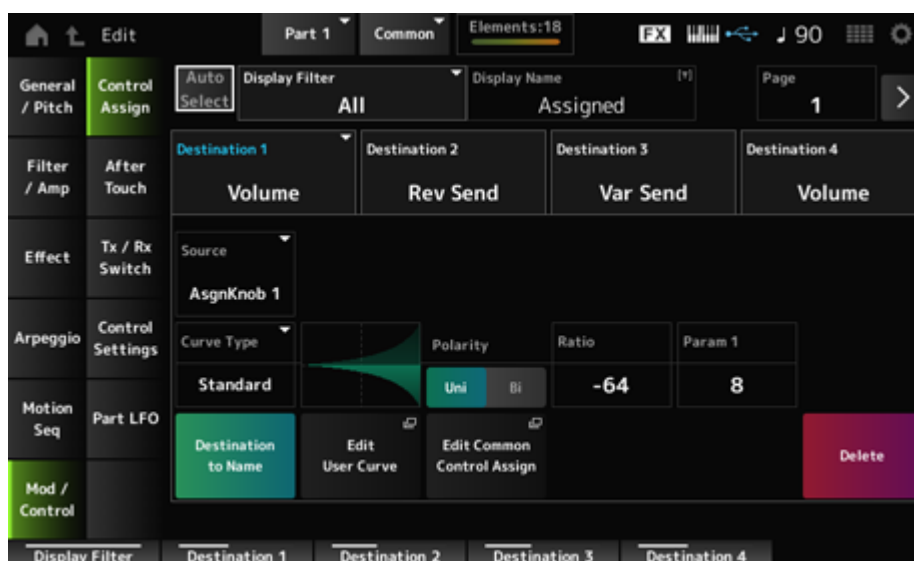 Edit
Part 1
Common
Elements:18
FX
♩ 90
General
/ Pitch
Control
Assign
Auto
Select
Display Filter
All
Display Name
Assigned
Page
1
Filter
/ Amp
After
Touch
Destination 1
Volume
Destination 2
Rev Send
Destination 3
Var Send
Destination 4
Volume
Effect
Tx / Rx
Switch
Source
AsgnKnob 1
Arpeggio
Control
Settings
Curve Type
Standard
Polarity
Uni
Bi
Ratio
-64
Param 1
8
Motion
Seq
Part LFO
Destination
to Name
Edit
User Curve
Edit Common
Control Assign
Delete
Mod /
Control
Display Filter
Destination 1
Destination 2
Destination 3
Destination 4